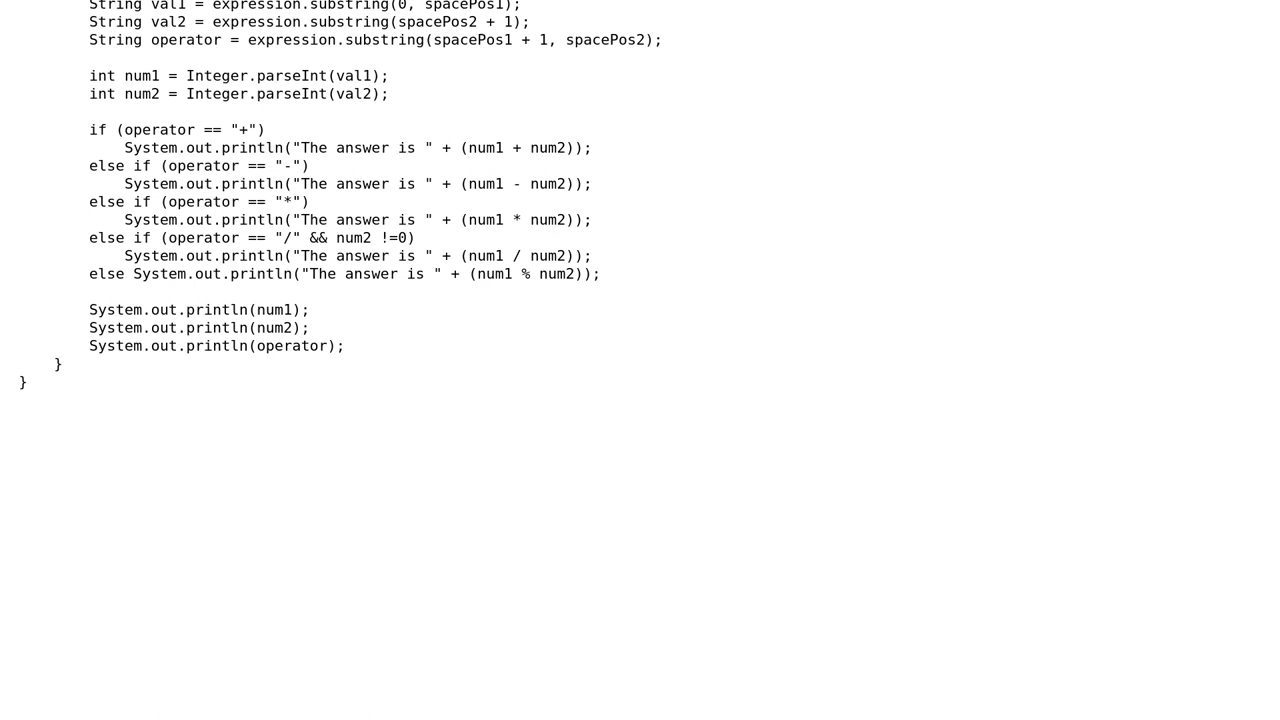 String val1 = expression.substring(0, spacePos1);
String val2 = expression.substring(spacePos2 + 1);
String operator = expression.substring(spacePos1 + 1, spacePos2);
int num1 = Integer.parseInt(val1);
int num2 = Integer.parseInt(val2);
if (operator == "+")
System.out.println("The answer is " + (num1 + num2));
else if (operator == "-")
System.out.println("The answer is " + (num1 - num2));
else if (operator == "*")
System.out.println("The answer is " + (num1 * num2));
else if (operator == "/" && num2 !=0)
System.out.println("The answer is " + (num1 / num2));
else System.out.println("The answer is " + (num1 % num2));
System.out.println(num1);
System.out.println(num2);
System.out.println(operator);
}
}